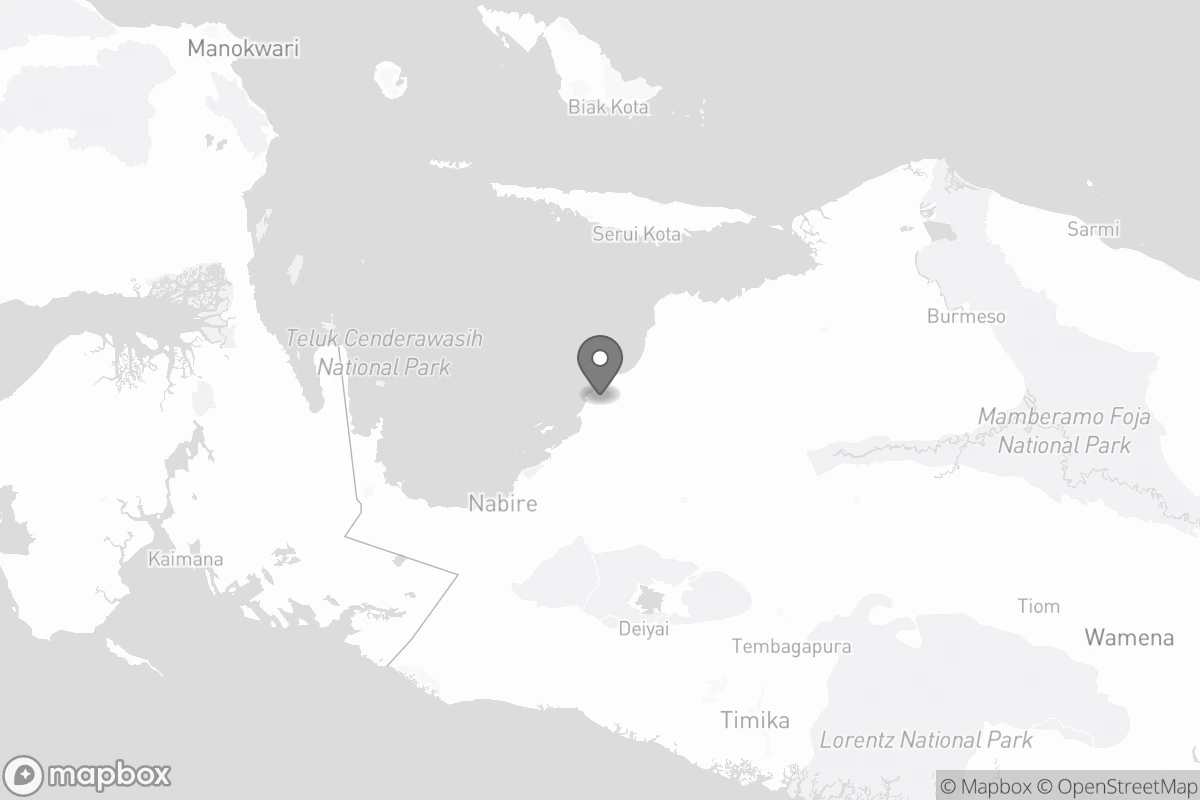 Manokwari
Biak Kota
Serui Kota
Sarmi
Burmeso
Teluk Cenderawasih
National Park
Mamberamo Foja
National Park
Nabire
Kaimana
Deiyai
Tiom
Tembagapura
Wamena
Timika
Lorentz National Park
mapbox
© Mapbox © OpenStreetMap